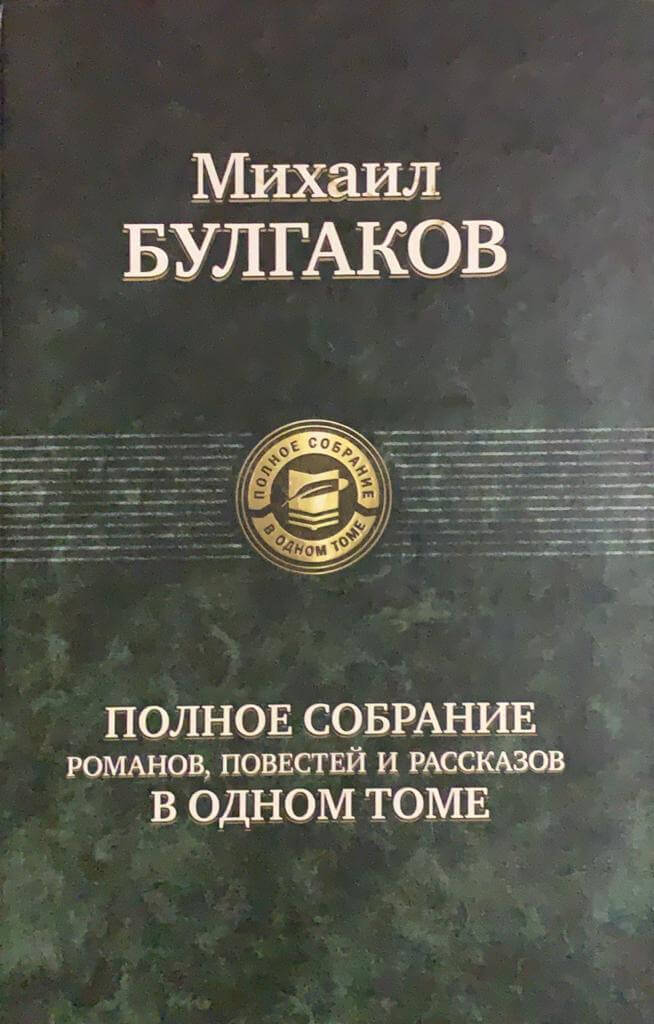 Михаил
БУЛГАКОВ
ПОЛНОЕ СОБРАНИЕ
В ОДНОМ ТОМЕ
ПОЛНОЕ СОБРАНИЕ
РОМАНОВ, ПОВЕСТЕЙ И РАССКАЗОВ
В ОДНОМ ТОМЕ